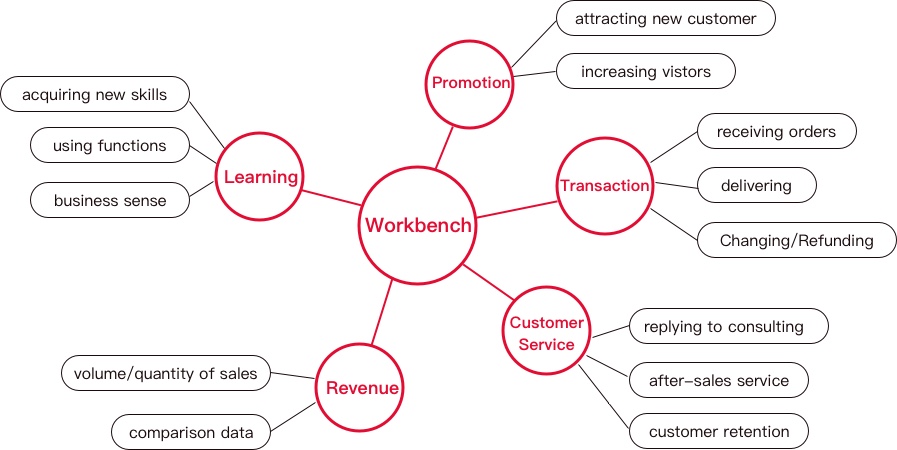 attracting new customer
Promotion
increasing vistors
acquiring new skills
using functions
Learning
business sense
receiving orders
Transaction
delivering
Changing/Refunding
Workbench
Customer
Service
replying to consulting
after-sales service
customer retention
volume/quantity of sales
Revenue
comparison data